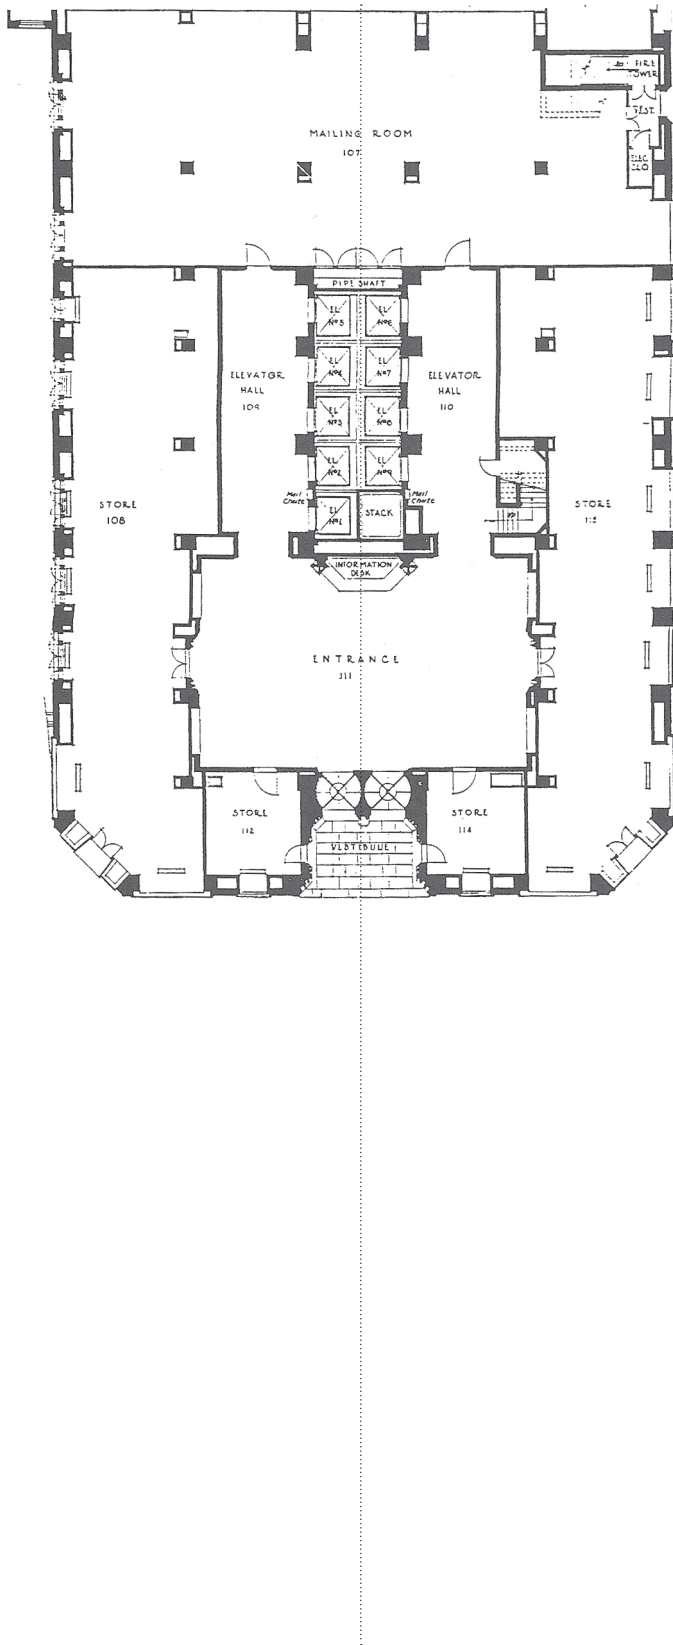 FIRE
TOWER
VEST.
MAILING ROOM
107
ELEC
CLO
PIPE SHAFT
EL
Nº5
EL
Nº6
EL
Nº4
EL
Nº7
ELEVATOR
HALL
109
ELEVATOR
HALL
110
EL
Nº3
EL
Nº8
EL
Nº2
EL
Nº9
Mail
Chute
Mail
Chute
STORE
108
EL
Nº1
STACK
STORE
115
INFORMATION
DESK
ENTRANCE
111
STORE
112
STORE
114
VESTIBULE